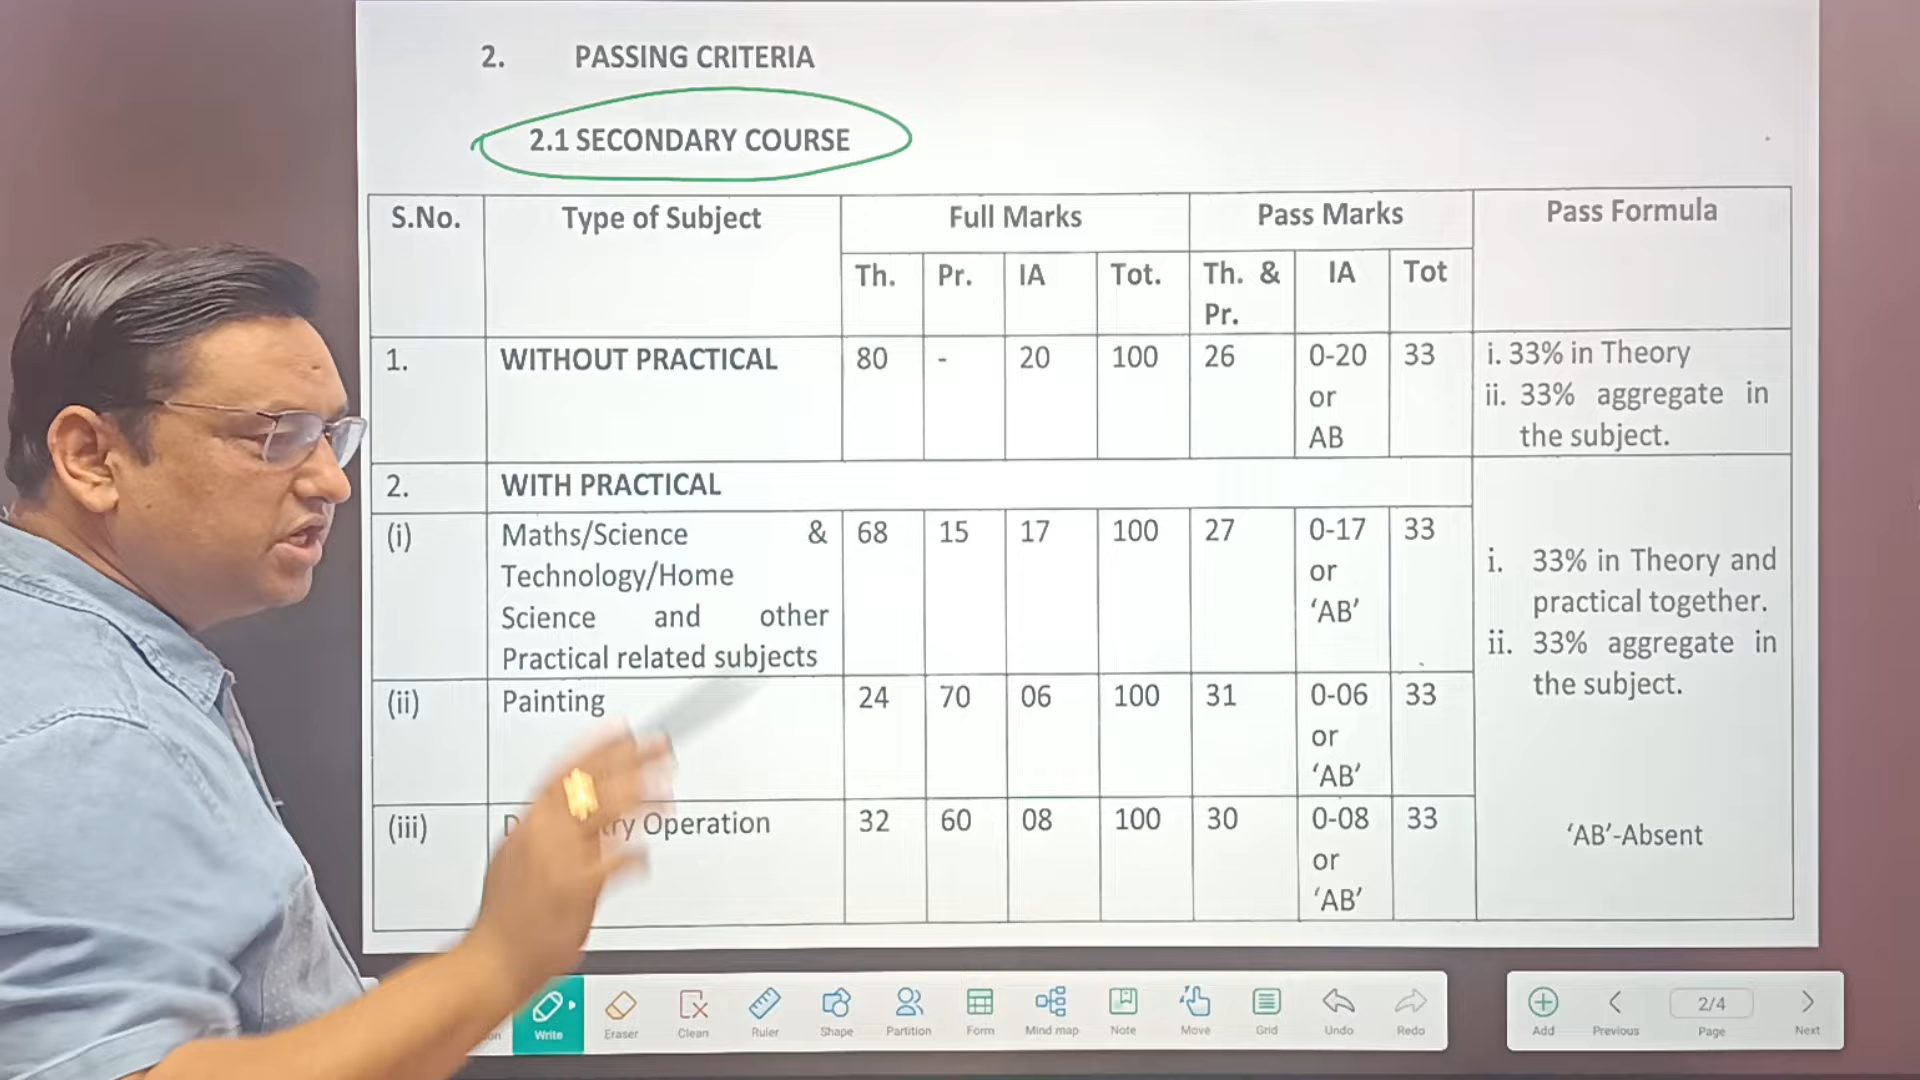 2. PASSING CRITERIA
2.1 SECONDARY COURSE
S.No. Type of Subject Full Marks Pass Marks Pass Formula
Th. Pr. IA Tot. Th. & Pr. IA Tot
1. WITHOUT PRACTICAL 80 - 20 100 26 0-20 or AB 33
i. 33% in Theory
ii. 33% aggregate in
the subject.
2. WITH PRACTICAL
(i) Maths/Science & 68 15 17 100 27 0-17 33
Technology/Home or
Science and other 'AB'
Practical related subjects
i. 33% in Theory and
practical together.
ii. 33% aggregate in
the subject.
(ii) Painting 24 70 06 100 31 0-06 33
or
'AB'
(iii) Operation 32 60 08 100 30 0-08 33
or
'AB'
'AB'-Absent
Write Eraser Clean Ruler Shape Partition Form Mind map Note Move Grid Undo Redo
Add Previous 2/4 Page Next